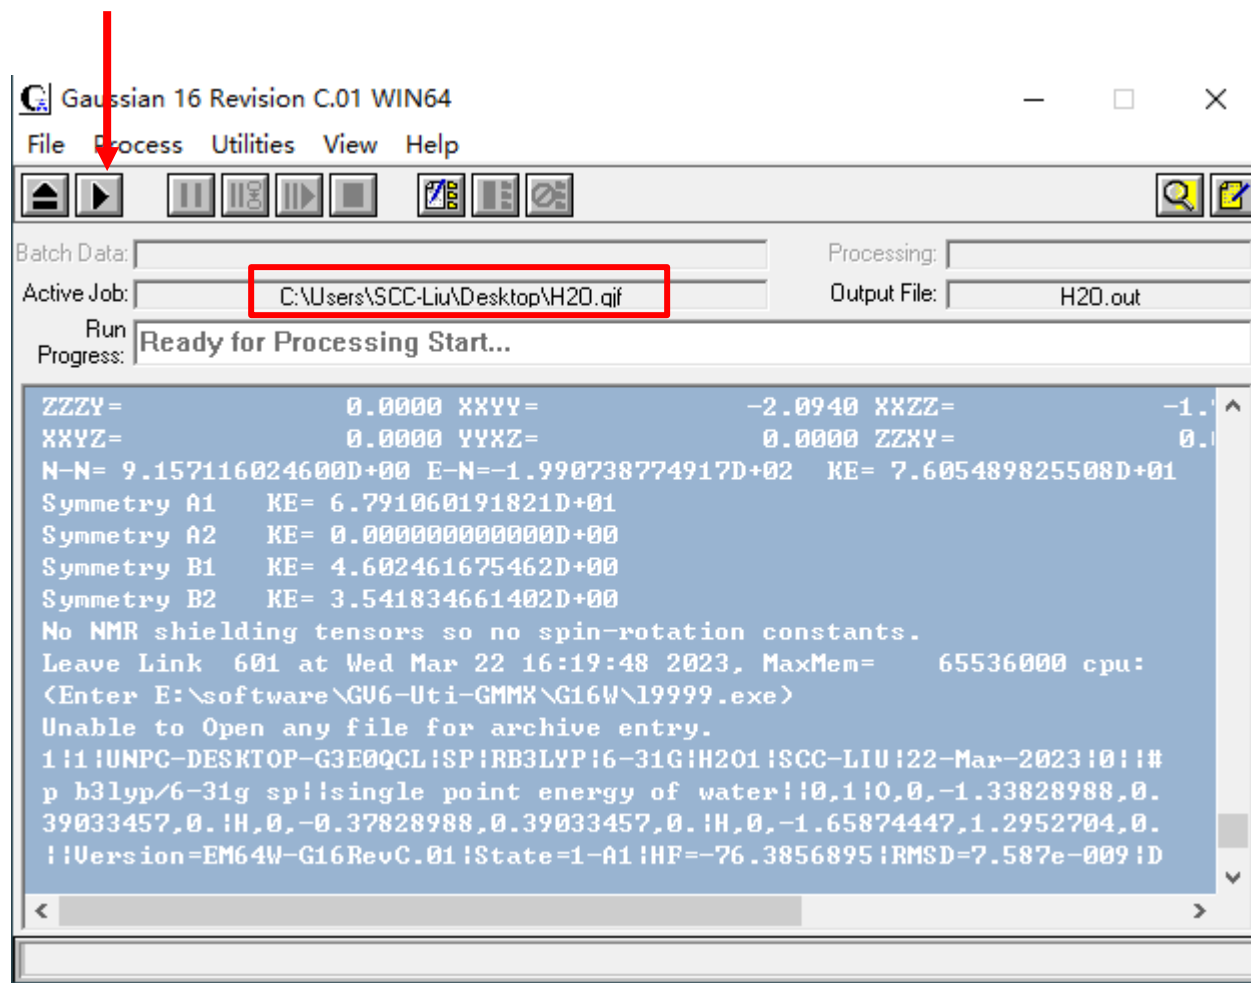 Gaussian 16 Revision C.01 WIN64
File Process Utilities View Help
Batch Data: Processing:
Active Job: C:\Users\SCC-Liu\Desktop\H2O.gjf Output File: H2O.out
Run Progress: Ready for Processing Start...
ZZZY= 0.0000 XXYY= -2.0940 XXZZ= -1.
XXYZ= 0.0000 YYXZ= 0.0000 ZZXY= 0.
N-N= 9.157116024600D+00 E-N=-1.990738774917D+02 KE= 7.605489825508D+01
Symmetry A1 KE= 6.791060191821D+01
Symmetry A2 KE= 0.000000000000D+00
Symmetry B1 KE= 4.602461675462D+00
Symmetry B2 KE= 3.541834661402D+00
No NMR shielding tensors so no spin-rotation constants.
Leave Link 601 at Wed Mar 22 16:19:48 2023, MaxMem= 65536000 cpu:
(Enter E:\software\GV6-Uti-GMMX\G16W\l9999.exe)
Unable to Open any file for archive entry.
1|1|UNPC-DESKTOP-G3E0QCL|SP|RB3LYP|6-31G|H2O1|SCC-LIU|22-Mar-2023|0||#
p b3lyp/6-31g sp||single point energy of water||0,1|O,0,-1.33828988,0.
39033457,0.|H,0,-0.37828988,0.39033457,0.|H,0,-1.65874447,1.2952704,0.
||Version=EM64W-G16RevC.01|State=1-A1|HF=-76.3856895|RMSD=7.587e-009|D